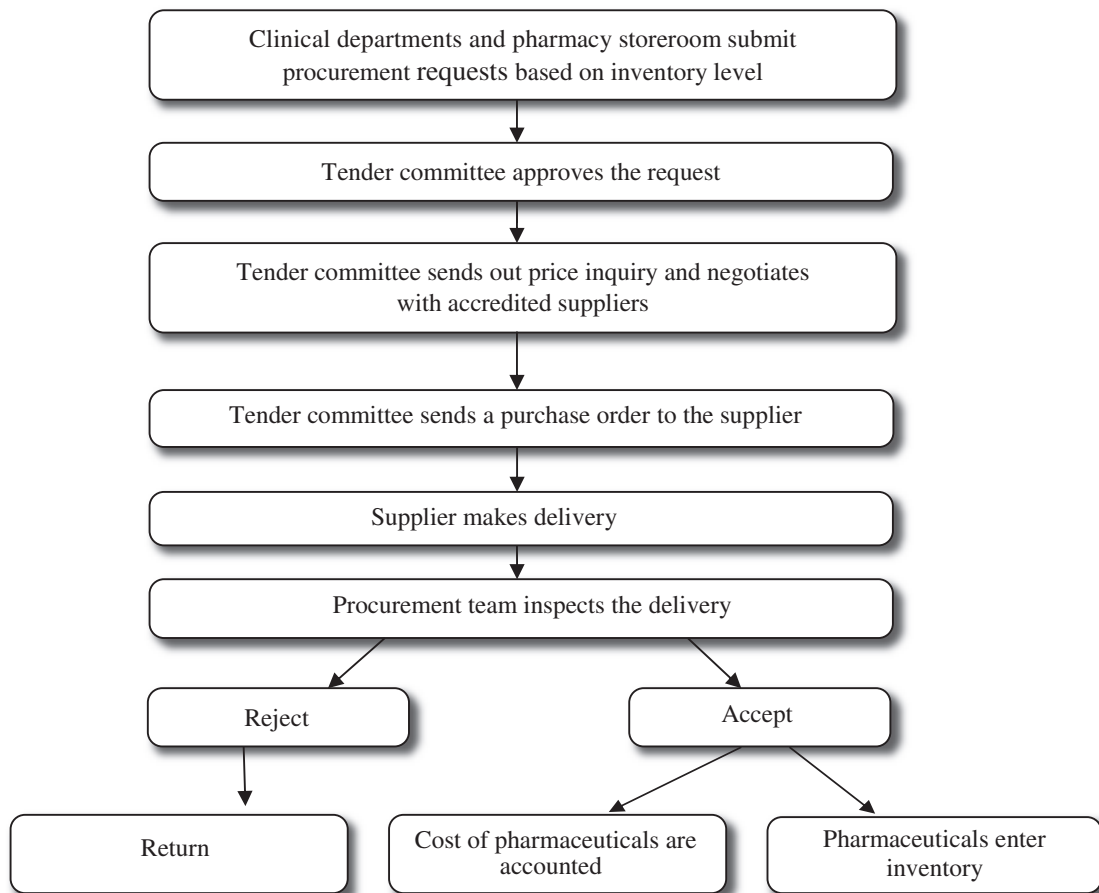 Clinical departments and pharmacy storeroom submit
procurement requests based on inventory level
Tender committee approves the request
Tender committee sends out price inquiry and negotiates
with accredited suppliers
Tender committee sends a purchase order to the supplier
Supplier makes delivery
Procurement team inspects the delivery
Reject
Accept
Return
Cost of pharmaceuticals are
accounted
Pharmaceuticals enter
inventory